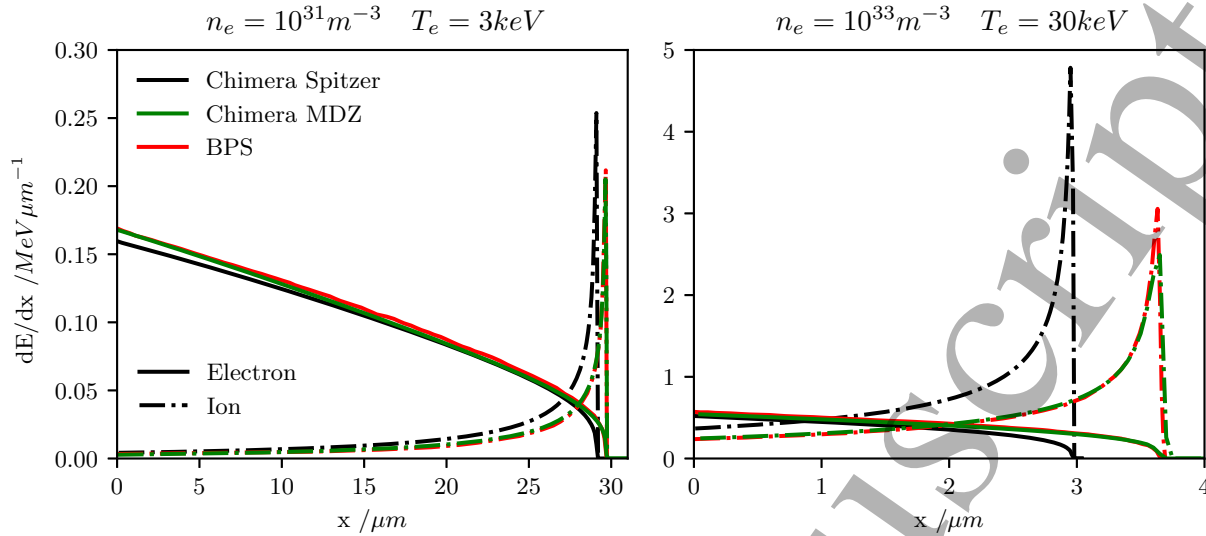 n_e = 10^{31}m^{-3} T_e = 3keV
n_e = 10^{33}m^{-3} T_e = 30keV
0.30
0.25
0.20
0.15
0.10
0.05
0.00
dE/dx /MeV μm^{-1}
Chimera Spitzer
Chimera MDZ
BPS
Electron
Ion
0 5 10 15 20 25 30
x /μm
5
4
3
2
1
0
0 1 2 3 4
x /μm
uscript